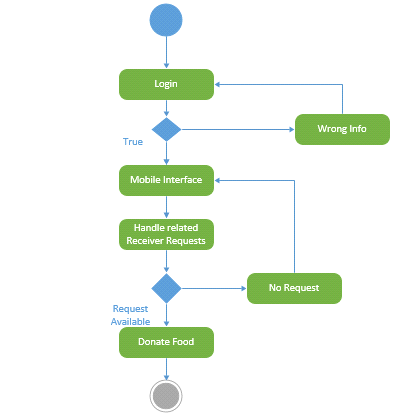 Login
Wrong Info
True
Mobile Interface
Handle related
Receiver Requests
No Request
Request
Available
Donate Food